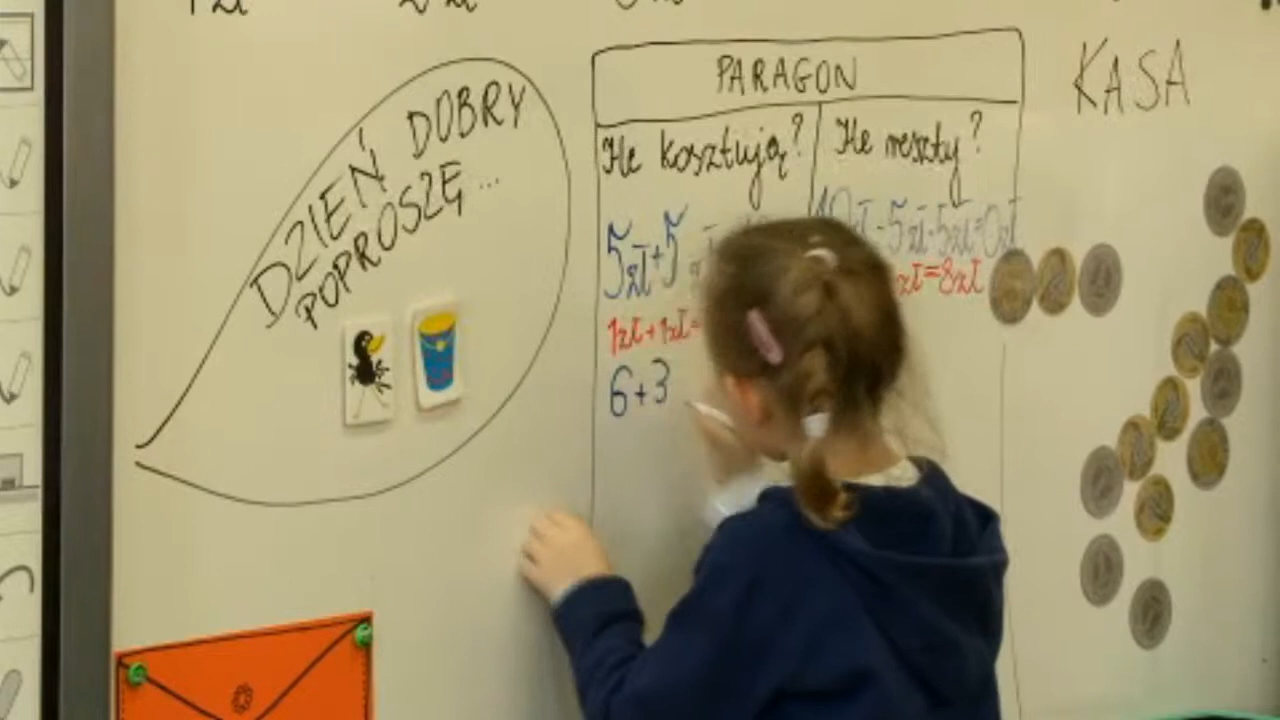 DZIEŃ DOBRY
POPROSZĘ...
PARAGON
Ile kosztują?
Ile reszty?
5zł+5
10zł-5zł-5zł=0zł
1zł+1zł=
zł=8zł
6+3
KASA